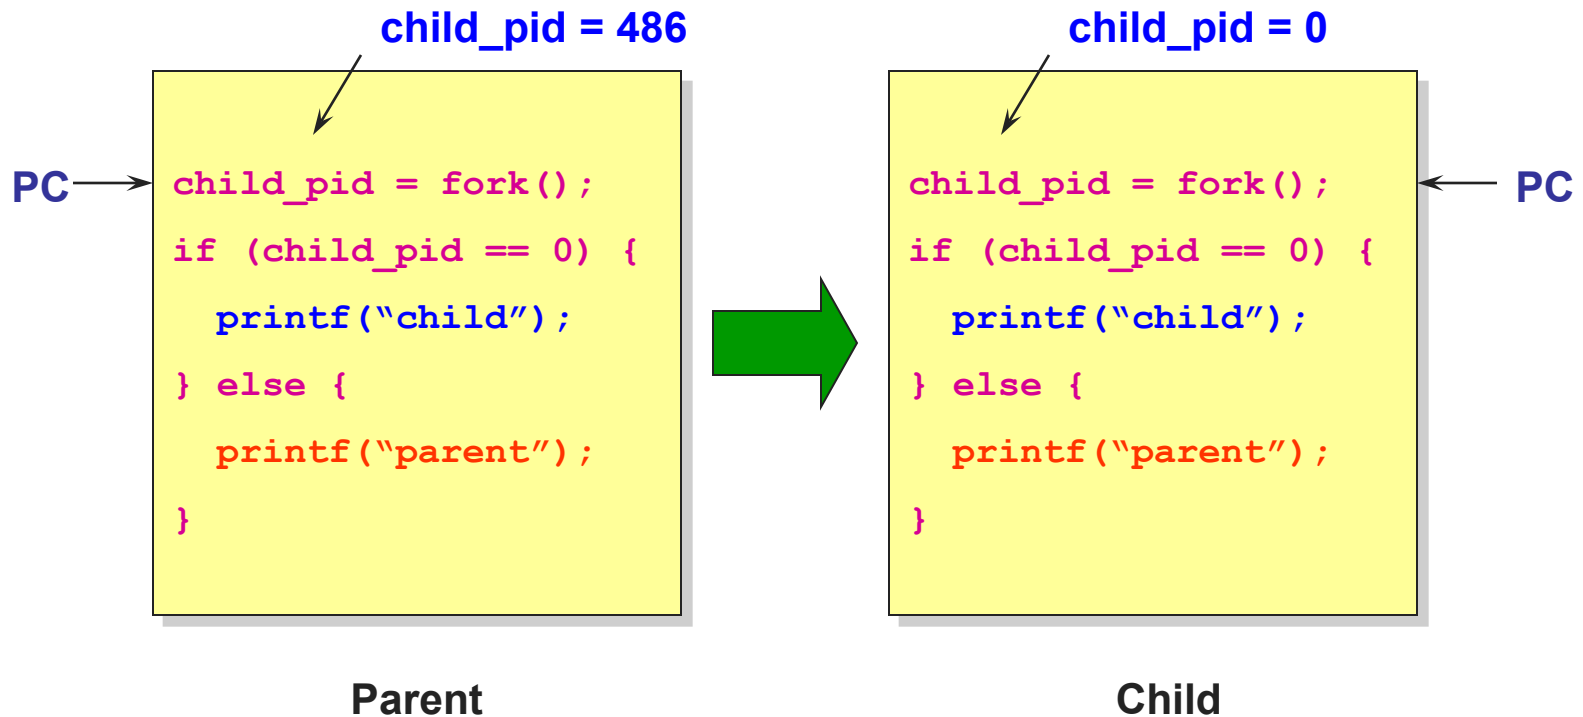 child_pid = 486
PC
child_pid = fork();
if (child_pid == 0) {
printf(“child”);
} else {
printf(“parent”);
}
Parent
child_pid = 0
child_pid = fork();
if (child_pid == 0) {
printf(“child”);
} else {
printf(“parent”);
}
PC
Child